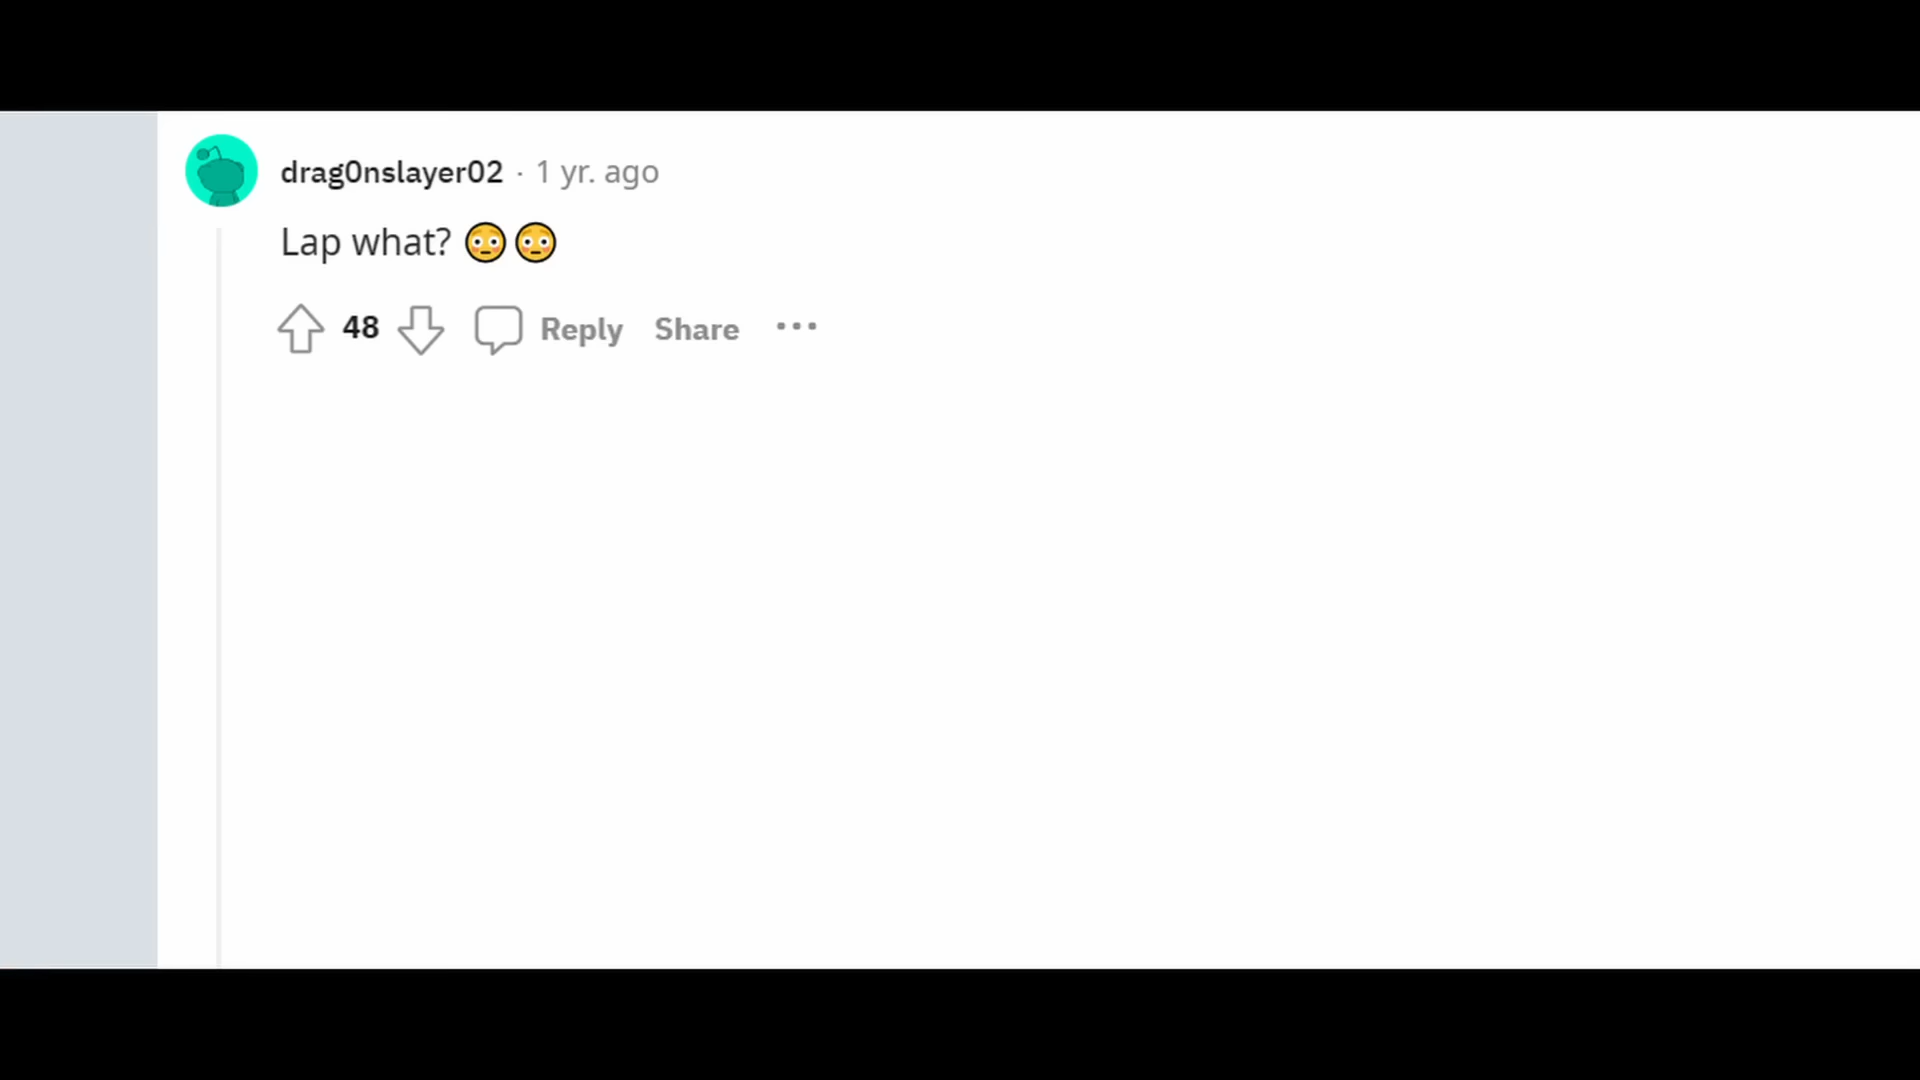 drag0nslayer02 · 1 yr. ago
Lap what? 😳😳
48 Reply Share ···